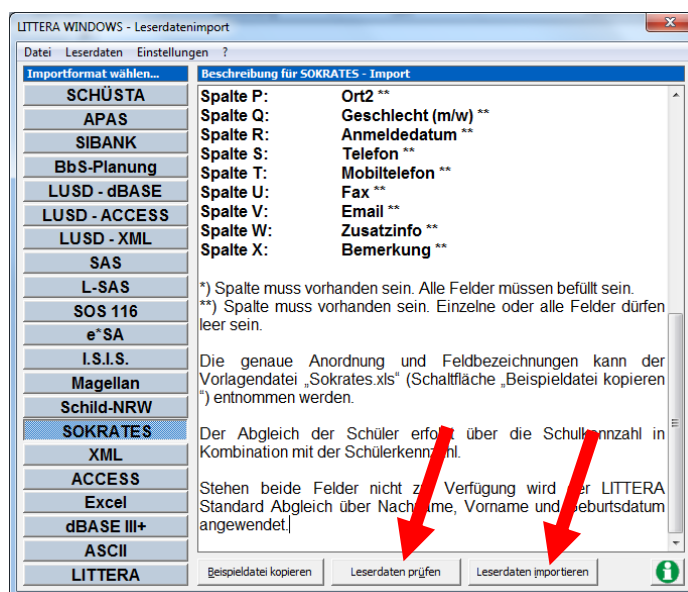 LITTERA WINDOWS - Leserdatenimport
Datei Leserdaten Einstellungen ?
Importformat wählen...
SCHÜSTA
APAS
SIBANK
BbS-Planung
LUSD - dBASE
LUSD - ACCESS
LUSD - XML
SAS
L-SAS
SOS 116
e*SA
I.S.I.S.
Magellan
Schild-NRW
SOKRATES
XML
ACCESS
Excel
dBASE III+
ASCII
LITTERA
Beschreibung für SOKRATES - Import
Spalte P: Ort2 **
Spalte Q: Geschlecht (m/w) **
Spalte R: Anmeldedatum **
Spalte S: Telefon **
Spalte T: Mobiltelefon **
Spalte U: Fax **
Spalte V: Email **
Spalte W: Zusatzinfo **
Spalte X: Bemerkung **
*) Spalte muss vorhanden sein. Alle Felder müssen befüllt sein.
**) Spalte muss vorhanden sein. Einzelne oder alle Felder dürfen
leer sein.
Die genaue Anordnung und Feldbezeichnungen kann der
Vorlagendatei „Sokrates.xls“ (Schaltfläche „Beispieldatei kopieren
“) entnommen werden.
Der Abgleich der Schüler erfolgt über die Schulkennzahl in
Kombination mit der Schülerkennzahl.
Stehen beide Felder nicht zur Verfügung wird der LITTERA
Standard Abgleich über Nachname, Vorname und Geburtsdatum
angewendet.
Beispieldatei kopieren
Leserdaten prüfen
Leserdaten importieren